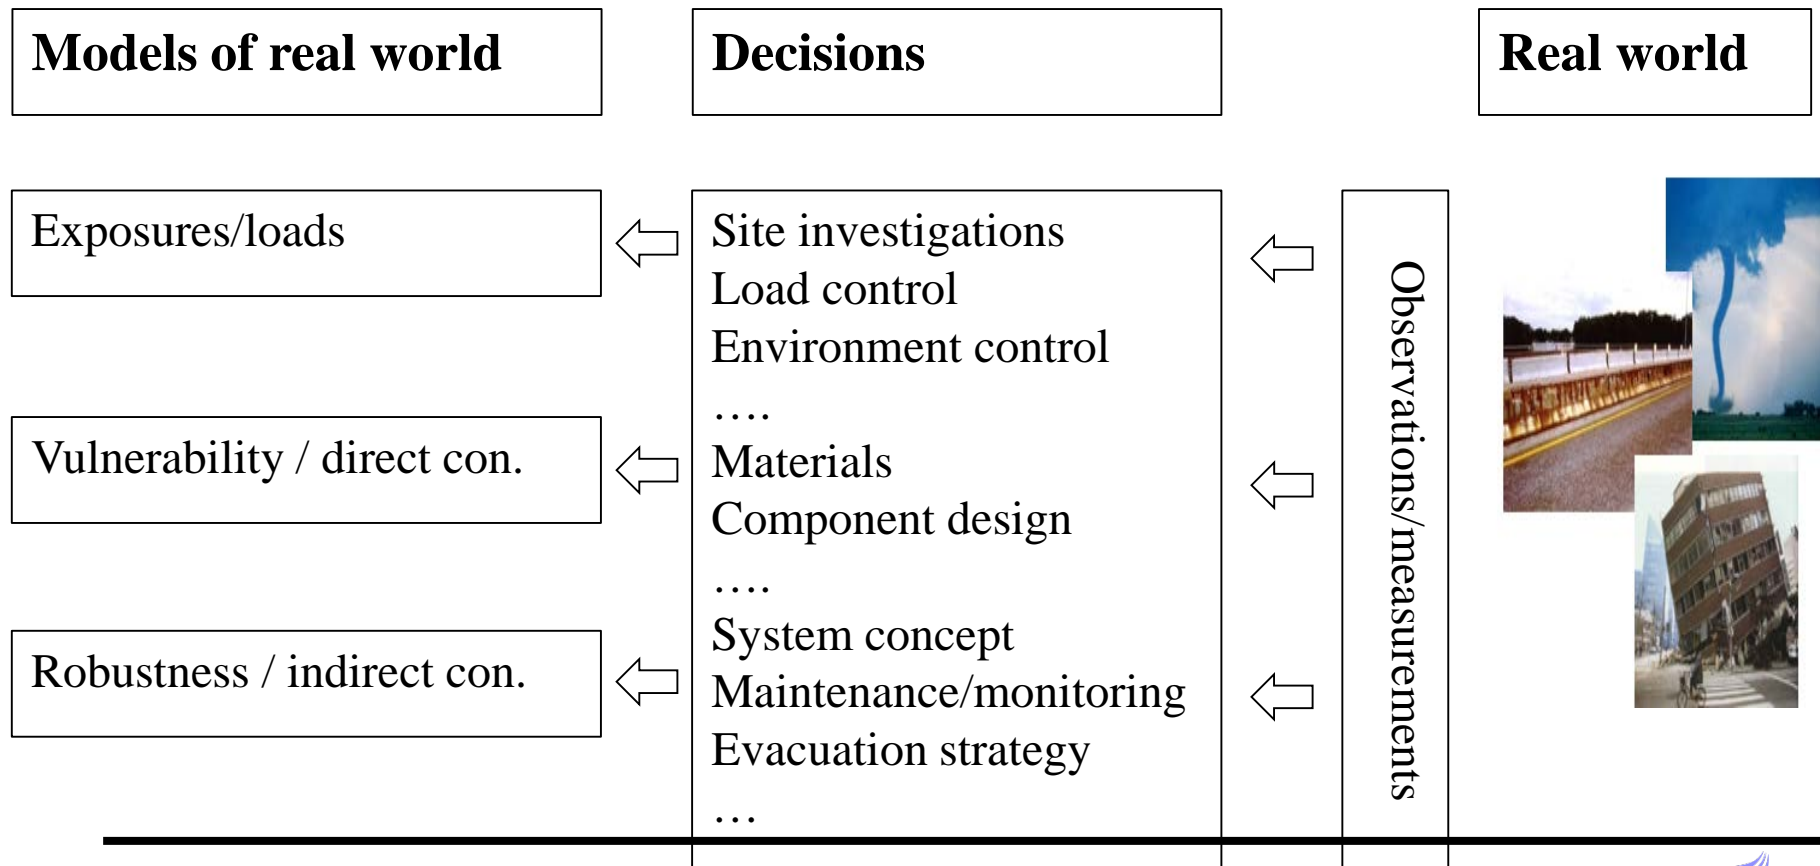 Models of real world
Decisions
Real world
Exposures/loads
Vulnerability / direct con.
Robustness / indirect con.
Site investigations
Load control
Environment control
….
Materials
Component design
….
System concept
Maintenance/monitoring
Evacuation strategy
…
Observations/measurements